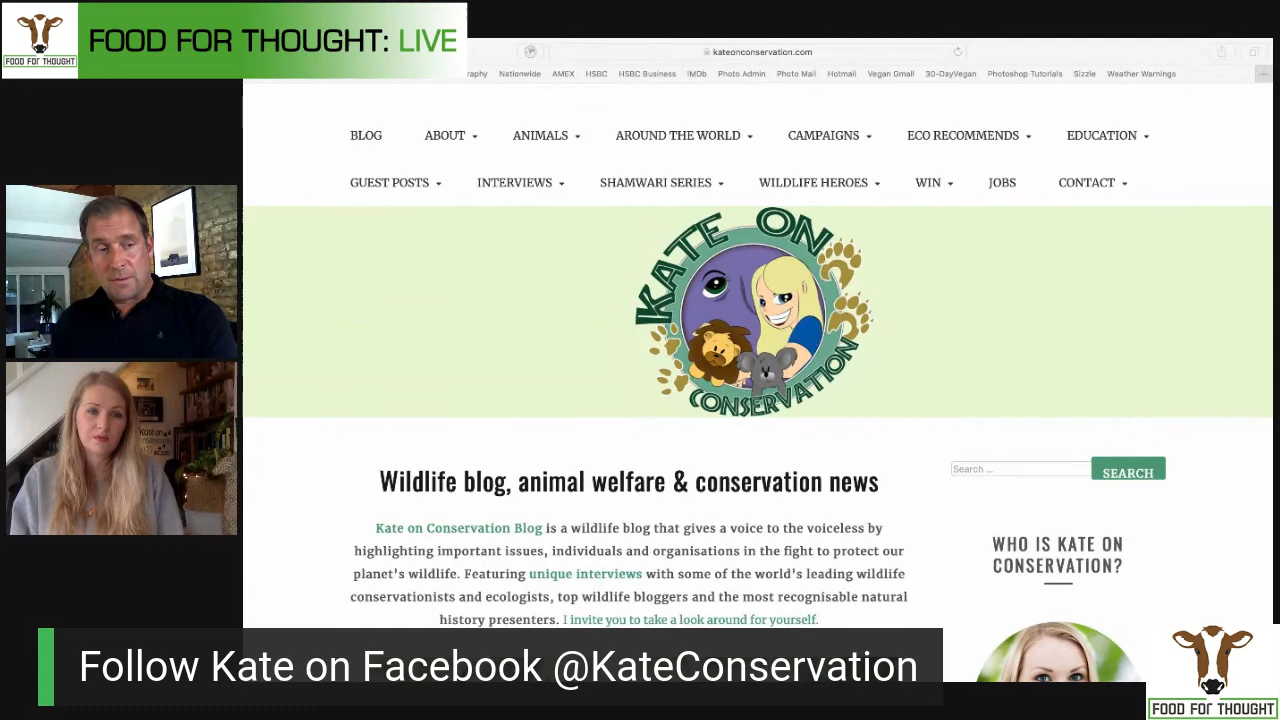 FOOD FOR THOUGHT
FOOD FOR THOUGHT: LIVE
kateonconservation.com
raphy Nationwide AMEX HSBC HSBC Business IMDb Photo Admin Photo Mail Hotmail Vegan Gmail 30-DayVegan Photoshop Tutorials Sizzle Weather Warnings
BLOG ABOUT ANIMALS AROUND THE WORLD CAMPAIGNS ECO RECOMMENDS EDUCATION
GUEST POSTS INTERVIEWS SHAMWARI SERIES WILDLIFE HEROES WIN JOBS CONTACT
KATE ON
CONSERVATION
Wildlife blog, animal welfare & conservation news
Search ...
SEARCH
Kate on Conservation Blog is a wildlife blog that gives a voice to the voiceless by
highlighting important issues, individuals and organisations in the fight to protect our
planet's wildlife. Featuring unique interviews with some of the world's leading wildlife
conservationists and ecologists, top wildlife bloggers and the most recognisable natural
history presenters. I invite you to take a look around for yourself.
WHO IS KATE ON
CONSERVATION?
Follow Kate on Facebook @KateConservation
FOOD FOR THOUGHT